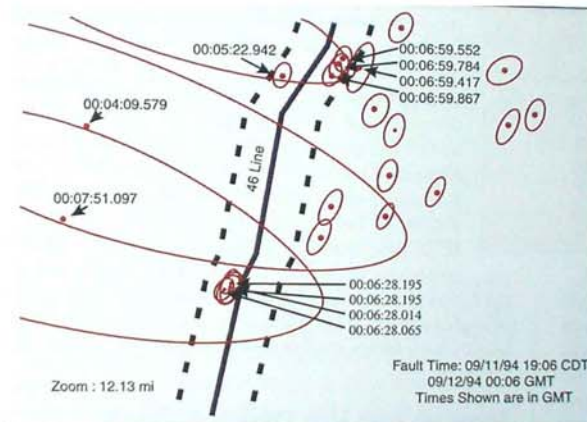 00:05:22.942
00:06:59.552
00:06:59.784
00:06:59.417
00:06:59.867
00:04:09.579
46 Line
00:07:51.097
00:06:28.195
00:06:28.195
00:06:28.014
00:06:28.065
Zoom : 12.13 mi
Fault Time: 09/11/94 19:06 CDT
09/12/94 00:06 GMT
Times Shown are in GMT